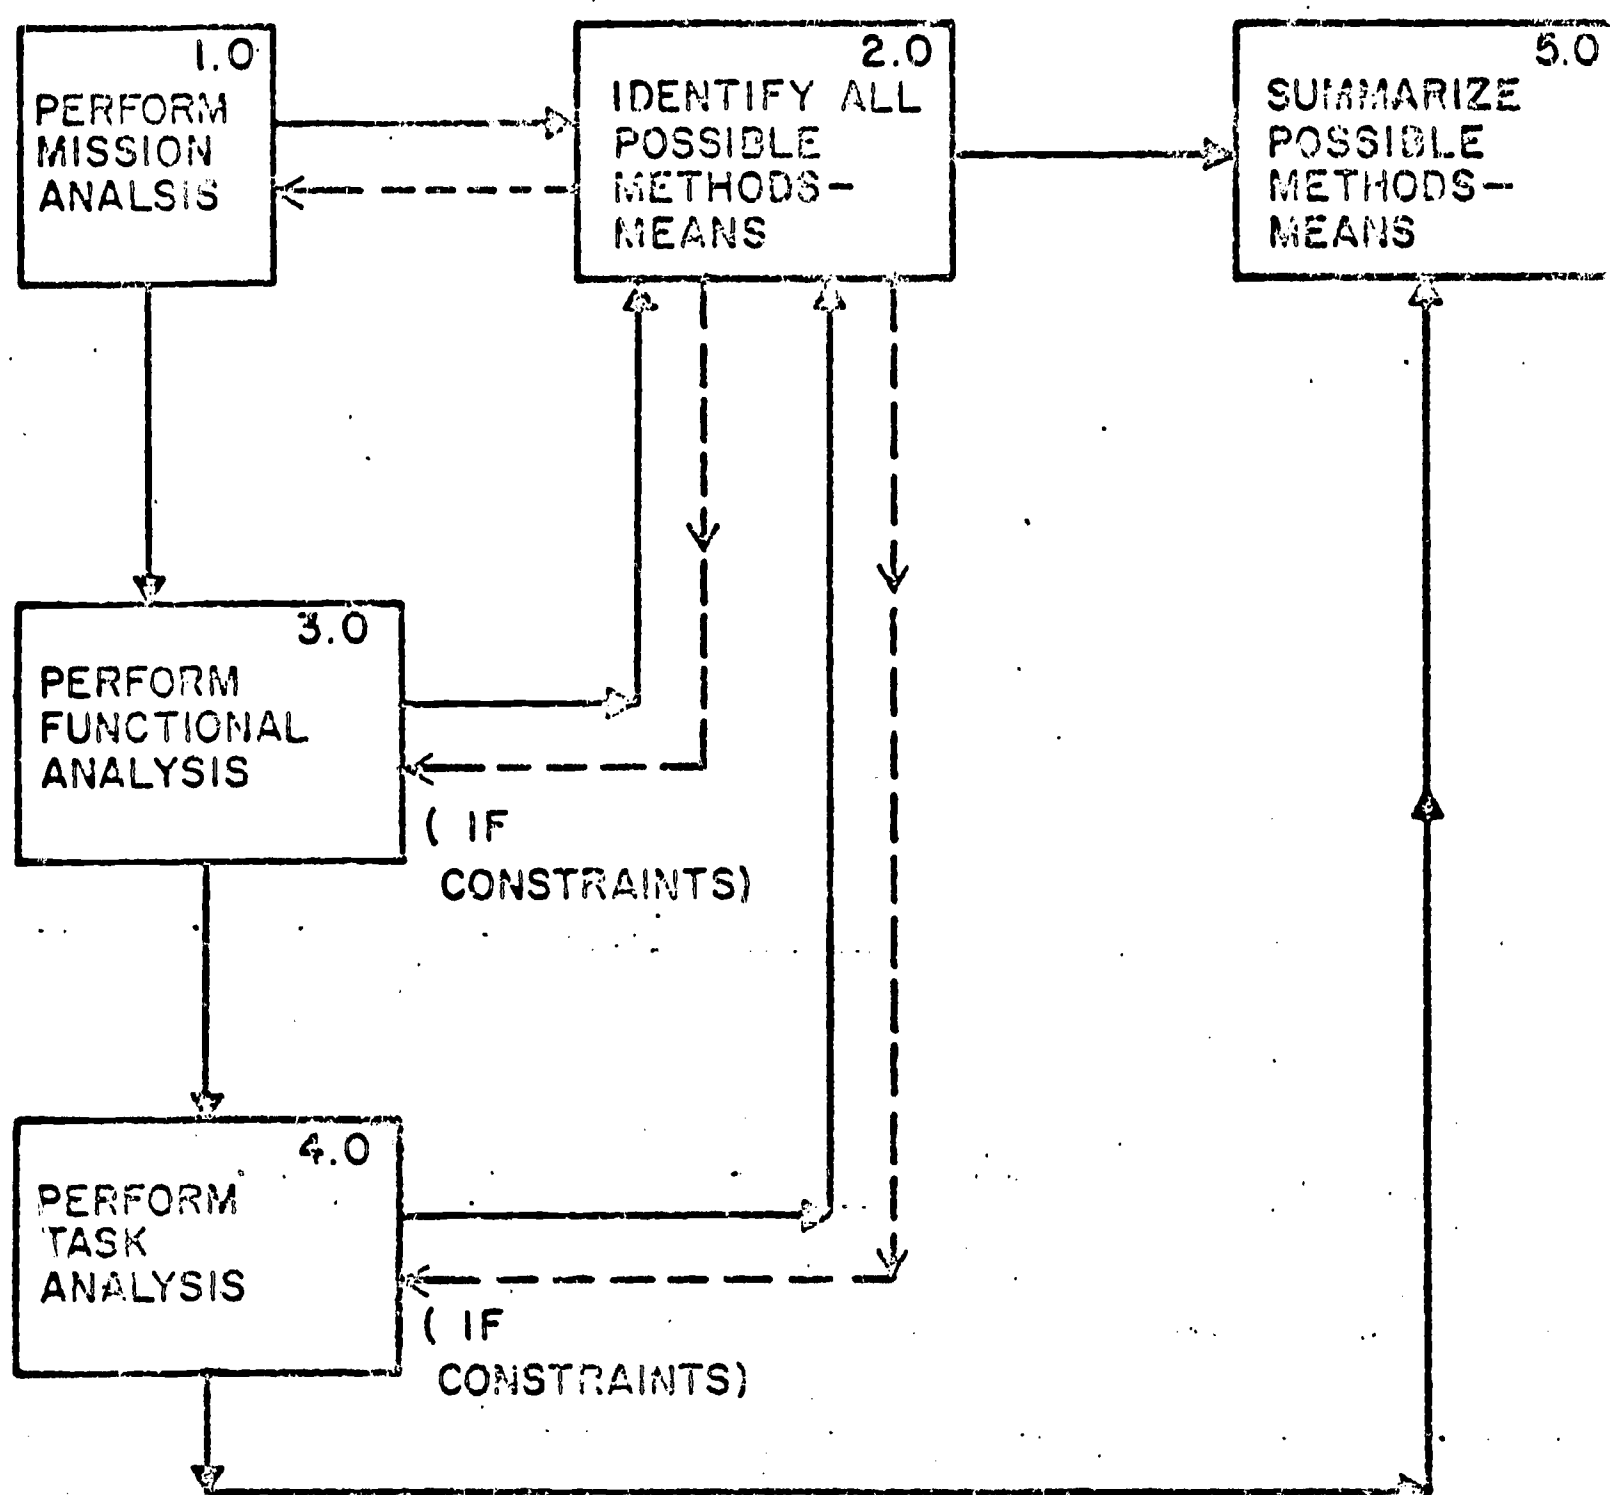 1.0
PERFORM
MISSION
ANALSIS
2.0
IDENTIFY ALL
POSSIBLE
METHODS-
MEANS
5.0
SUMMARIZE
POSSIBLE
METHODS-
MEANS
3.0
PERFORM
FUNCTIONAL
ANALYSIS
( IF
CONSTRAINTS)
4.0
PERFORM
TASK
ANALYSIS
( IF
CONSTRAINTS)